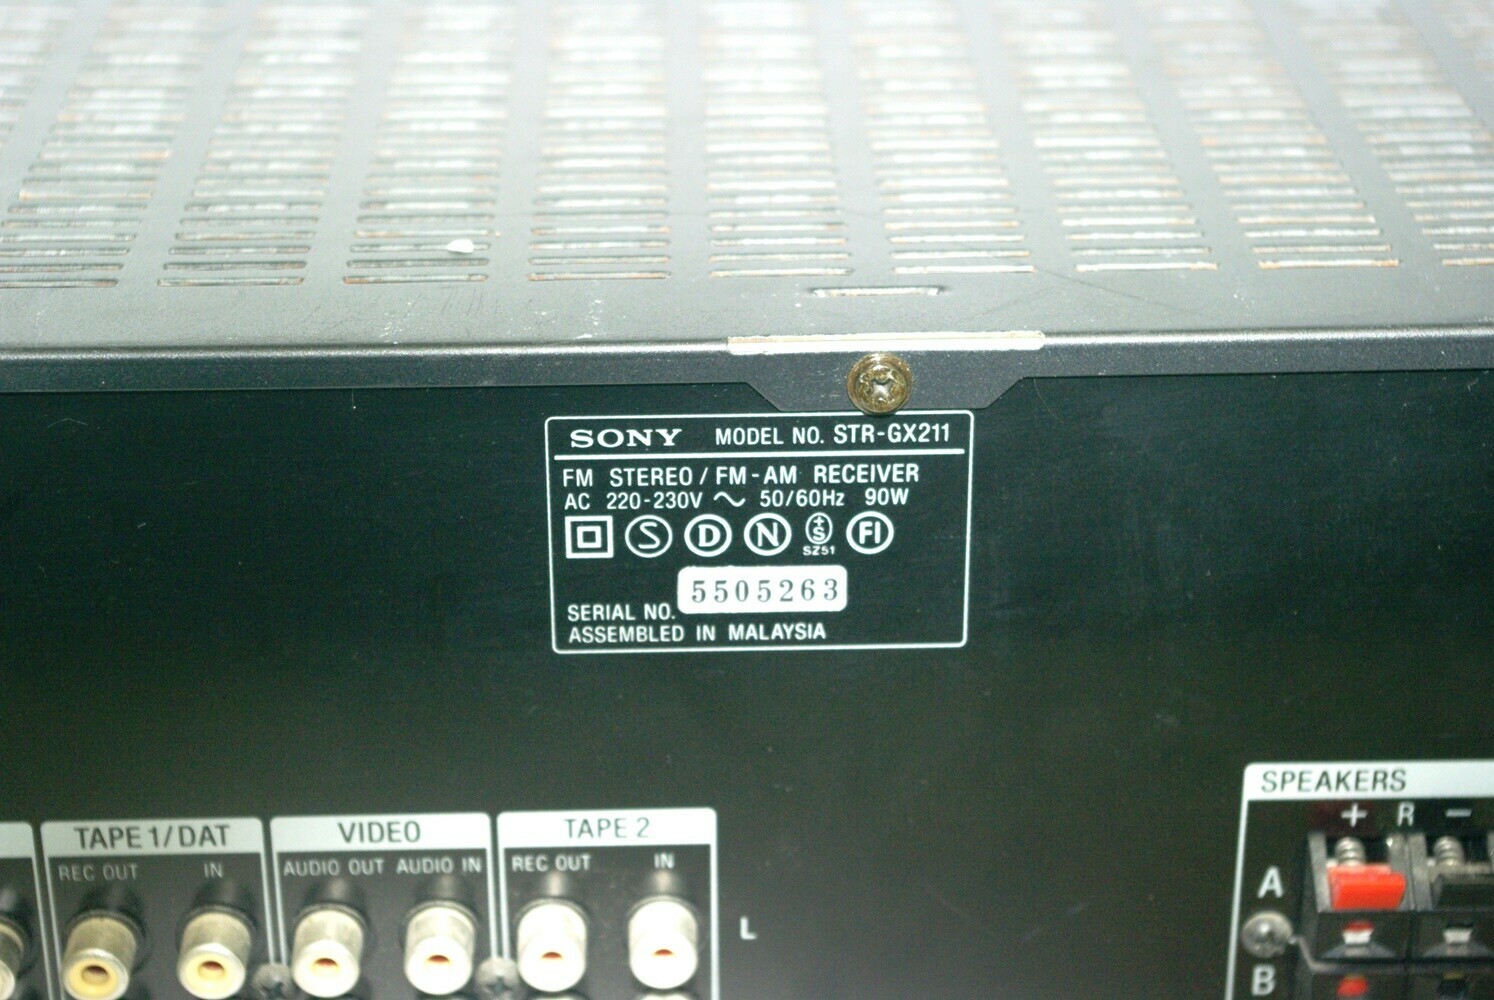 SONY MODEL NO. STR-GX211
FM STEREO / FM-AM RECEIVER
AC 220-230V ~ 50/60Hz 90W
S D N S FI
SZ51
5505263
SERIAL NO.
ASSEMBLED IN MALAYSIA
SPEAKERS
+ R −
A
B
TAPE 1/DAT VIDEO TAPE 2
REC OUT IN AUDIO OUT AUDIO IN REC OUT IN
L